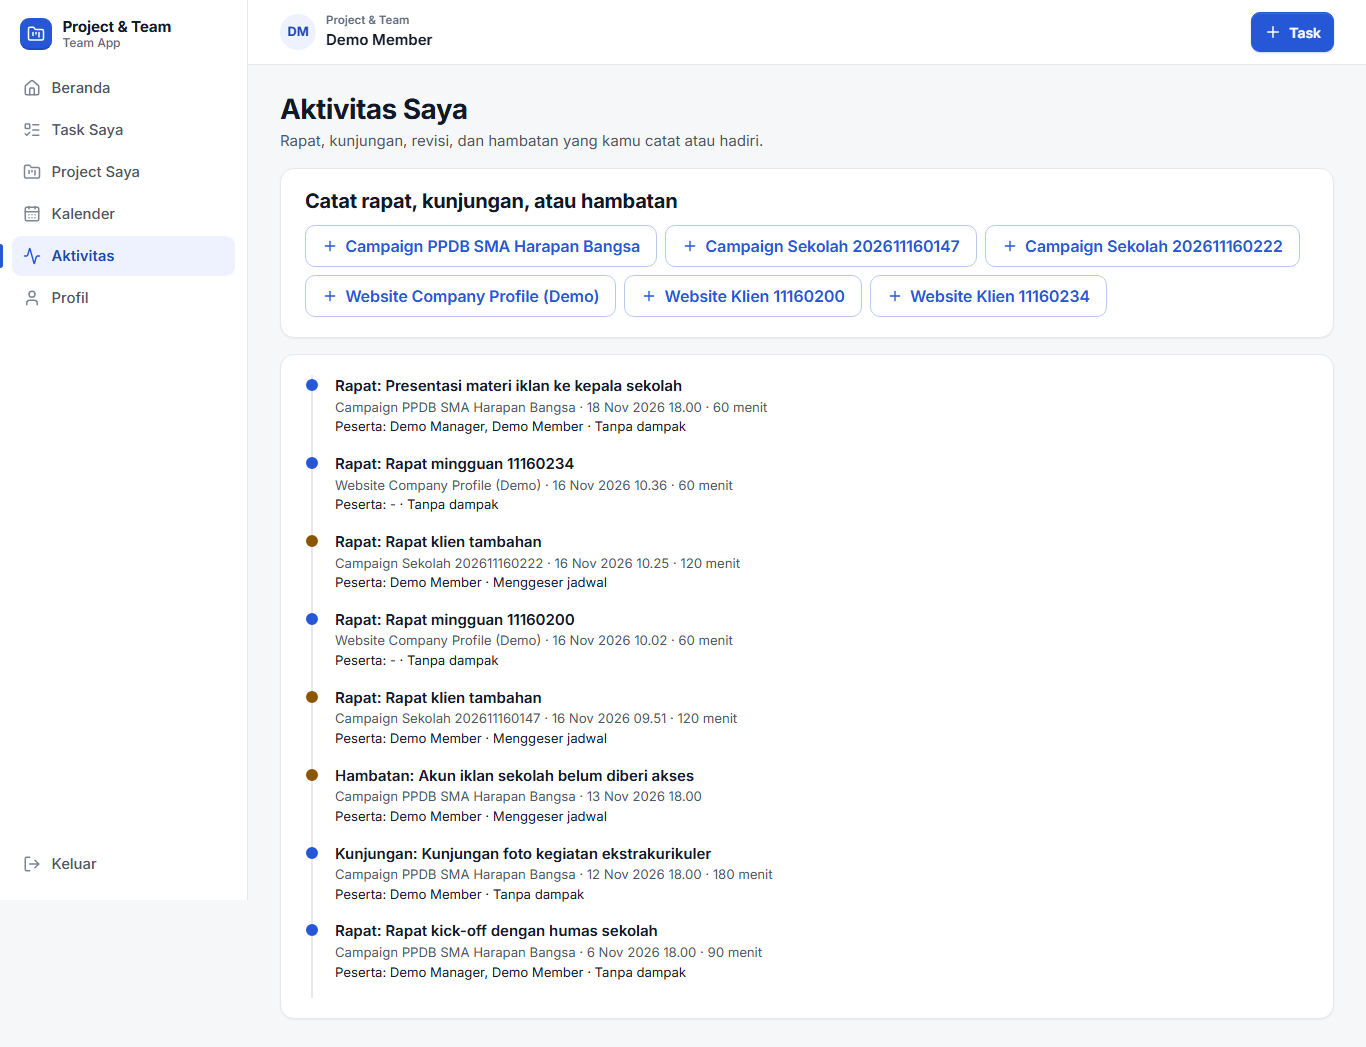 Project & Team
Team App
Beranda
Task Saya
Project Saya
Kalender
Aktivitas
Profil
Keluar
DM
Project & Team
Demo Member
+ Task
Aktivitas Saya
Rapat, kunjungan, revisi, dan hambatan yang kamu catat atau hadiri.
Catat rapat, kunjungan, atau hambatan
+ Campaign PPDB SMA Harapan Bangsa
+ Campaign Sekolah 202611160147
+ Campaign Sekolah 202611160222
+ Website Company Profile (Demo)
+ Website Klien 11160200
+ Website Klien 11160234
Rapat: Presentasi materi iklan ke kepala sekolah
Campaign PPDB SMA Harapan Bangsa · 18 Nov 2026 18.00 · 60 menit
Peserta: Demo Manager, Demo Member · Tanpa dampak
Rapat: Rapat mingguan 11160234
Website Company Profile (Demo) · 16 Nov 2026 10.36 · 60 menit
Peserta: - · Tanpa dampak
Rapat: Rapat klien tambahan
Campaign Sekolah 202611160222 · 16 Nov 2026 10.25 · 120 menit
Peserta: Demo Member · Menggeser jadwal
Rapat: Rapat mingguan 11160200
Website Company Profile (Demo) · 16 Nov 2026 10.02 · 60 menit
Peserta: - · Tanpa dampak
Rapat: Rapat klien tambahan
Campaign Sekolah 202611160147 · 16 Nov 2026 09.51 · 120 menit
Peserta: Demo Member · Menggeser jadwal
Hambatan: Akun iklan sekolah belum diberi akses
Campaign PPDB SMA Harapan Bangsa · 13 Nov 2026 18.00
Peserta: Demo Member · Menggeser jadwal
Kunjungan: Kunjungan foto kegiatan ekstrakurikuler
Campaign PPDB SMA Harapan Bangsa · 12 Nov 2026 18.00 · 180 menit
Peserta: Demo Member · Tanpa dampak
Rapat: Rapat kick-off dengan humas sekolah
Campaign PPDB SMA Harapan Bangsa · 6 Nov 2026 18.00 · 90 menit
Peserta: Demo Manager, Demo Member · Tanpa dampak